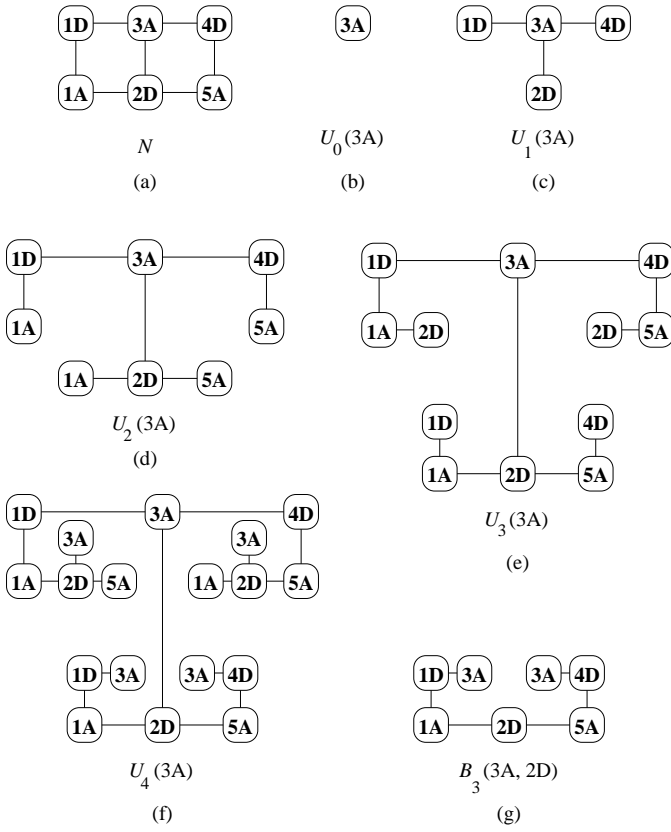 1D 3A 4D 3A 1D 3A 4D
1A 2D 5A 2D
N U0(3A) U1(3A)
(a) (b) (c)
1D 3A 4D
1A 5A
1A 2D 5A
U2(3A)
(d)
1D 3A 4D
1A 2D 2D 5A
1D 4D
1A 2D 5A
U3(3A)
(e)
1D 3A 4D
3A 3A
1A 2D 5A 1A 2D 5A
1D 3A 3A 4D
1A 2D 5A
U4(3A)
(f)
1D 3A 3A 4D
1A 2D 5A
B3(3A, 2D)
(g)